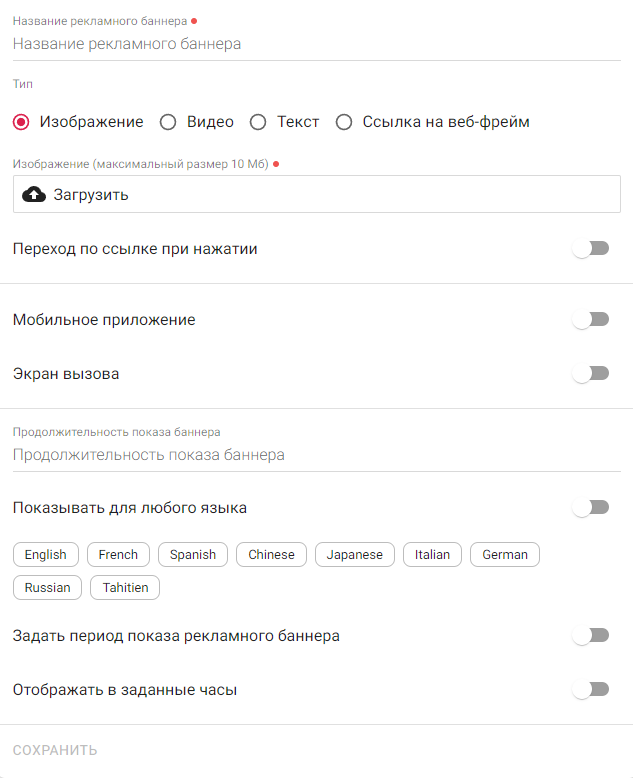 Название рекламного баннера
Название рекламного баннера
Тип
Изображение Видео Текст Ссылка на веб-фрейм
Изображение (максимальный размер 10 Мб)
Загрузить
Переход по ссылке при нажатии
Мобильное приложение
Экран вызова
Продолжительность показа баннера
Продолжительность показа баннера
Показывать для любого языка
English French Spanish Chinese Japanese Italian German
Russian Tahitien
Задать период показа рекламного баннера
Отображать в заданные часы
СОХРАНИТЬ